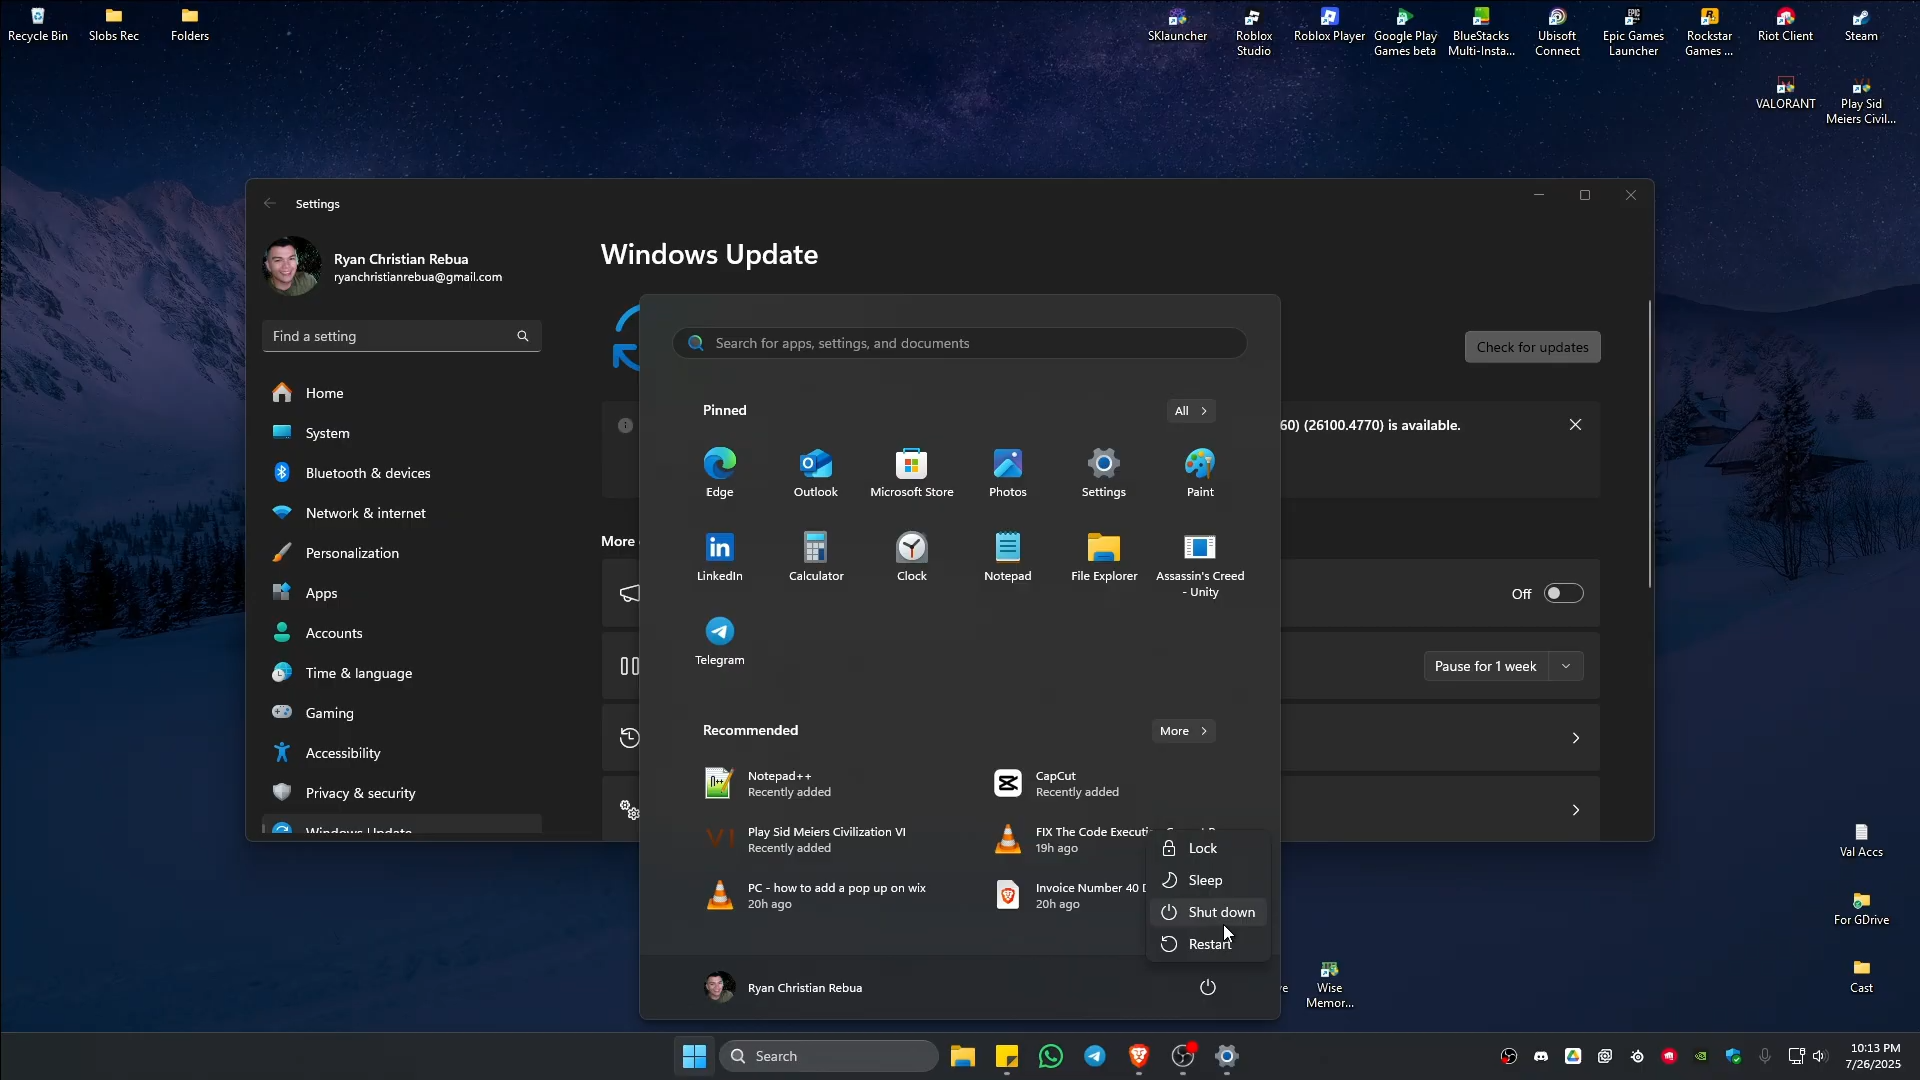 Recycle Bin
Slobs Rec
Folders
SKlauncher
Roblox
Studio
Roblox Player
Google Play
Games beta
BlueStacks
Multi-Insta...
Ubisoft
Connect
Epic Games
Launcher
Rockstar
Games ...
Riot Client
Steam
VALORANT
Play Sid
Meiers Civil...
Settings
Ryan Christian Rebua
ryanchristianrebua@gmail.com
Find a setting
Home
System
Bluetooth & devices
Network & internet
Personalization
Apps
Accounts
Time & language
Gaming
Accessibility
Privacy & security
Windows Update
Windows Update
Check for updates
60) (26100.4770) is available.
More
Off
Pause for 1 week
Search for apps, settings, and documents
Pinned
All
Edge
Outlook
Microsoft Store
Photos
Settings
Paint
LinkedIn
Calculator
Clock
Notepad
File Explorer
Assassin's Creed
- Unity
Telegram
Recommended
More
Notepad++
Recently added
CapCut
Recently added
Play Sid Meiers Civilization VI
Recently added
FIX The Code Executi
19h ago
PC - how to add a pop up on wix
20h ago
Invoice Number 40
20h ago
Lock
Sleep
Shut down
Restart
Ryan Christian Rebua
Wise
Memor...
Val Accs
For GDrive
Cast
Search
10:13 PM
7/26/2025